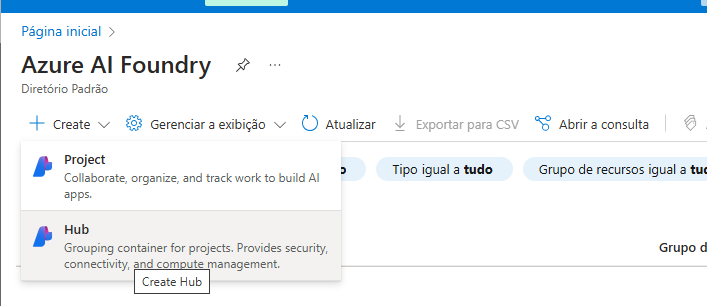 Página inicial
Azure AI Foundry
Diretório Padrão
Create Gerenciar a exibição Atualizar Exportar para CSV Abrir a consulta
Project
Collaborate, organize, and track work to build AI
apps.
Tipo igual a tudo Grupo de recursos igual a
Hub
Grouping container for projects. Provides security,
connectivity, and compute management.
Grupo
Create Hub